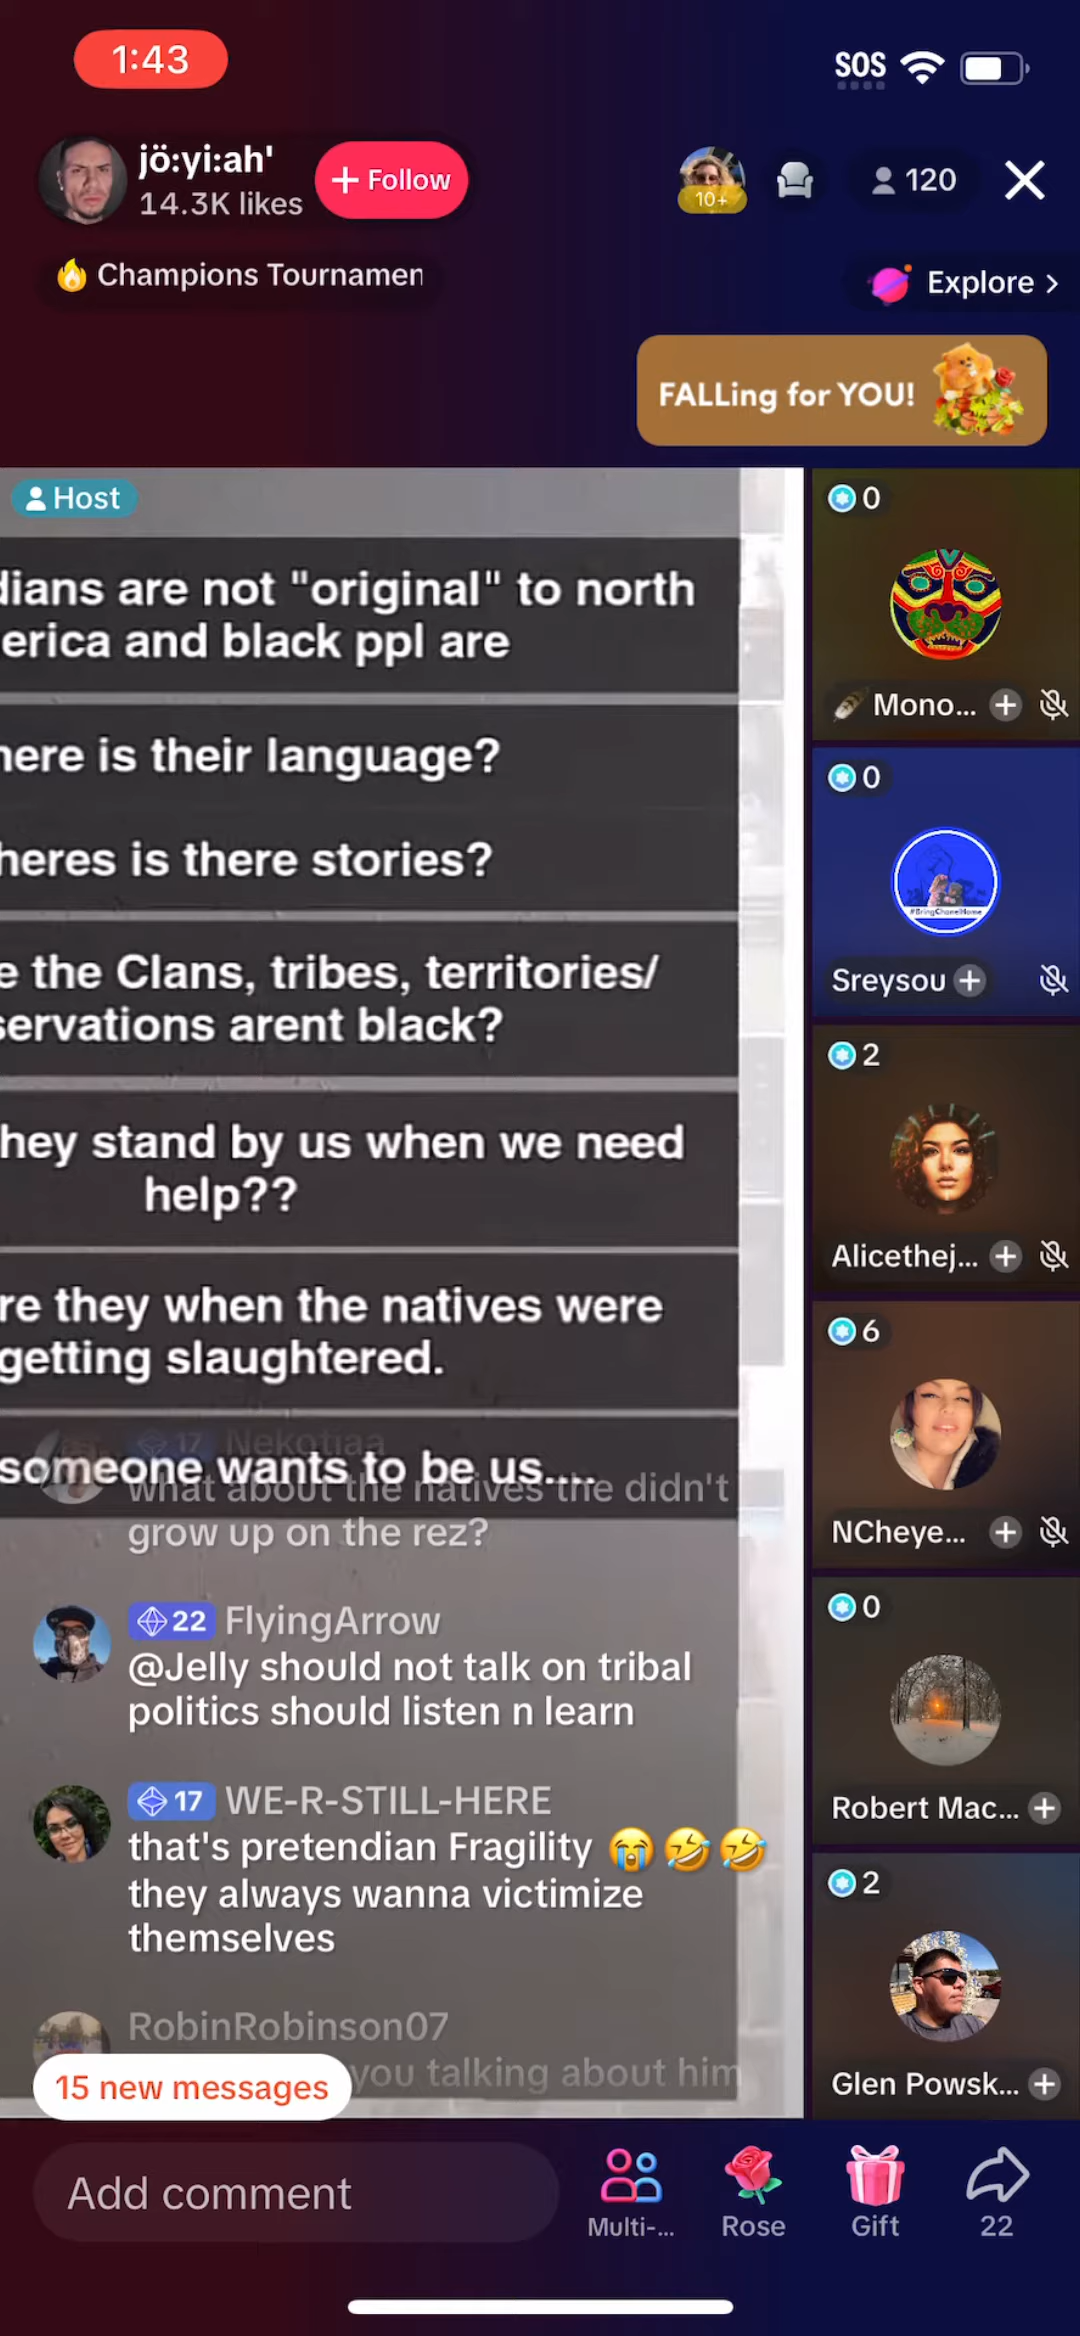 1:43
SOS
jö:yi:ah'
14.3K likes
+ Follow
10+
120
Champions Tournamen
Explore >
FALLing for YOU!
Host
dians are not "original" to north
erica and black ppl are
here is their language?
heres is there stories?
e the Clans, tribes, territories/
servations arent black?
hey stand by us when we need
help??
re they when the natives were
getting slaughtered.
someone wants to be us....
17 Nekotiaa
what about the natives the didn't
grow up on the rez?
22 FlyingArrow
@Jelly should not talk on tribal
politics should listen n learn
17 WE-R-STILL-HERE
that's pretendian Fragility 😭🤣🤣
they always wanna victimize
themselves
RobinRobinson07
you talking about him
15 new messages
0
Mono...
0
#BringChanelHome
Sreysou
2
Alicethej...
6
NCheye...
0
Robert Mac...
2
Glen Powsk...
Add comment
Multi-...
Rose
Gift
22